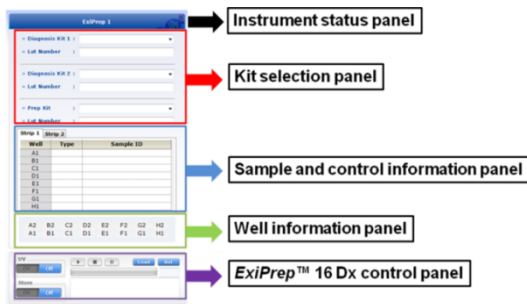 ExiPrep 1
Instrument status panel
» Diagnosis Kit 1 :
» Lot Number :
Kit selection panel
» Diagnosis Kit 2 :
» Lot Number :
» Prep Kit :
» Lot Number :
Strip 1 Strip 2
Well Type Sample ID
A1
B1
C1
D1
E1
F1
G1
H1
Sample and control information panel
A2 B2 C2 D2 E2 F2 G2 H2
A1 B1 C1 D1 E1 F1 G1 H1
Well information panel
UV
Off
Load
ExiPrep™ 16 Dx control panel